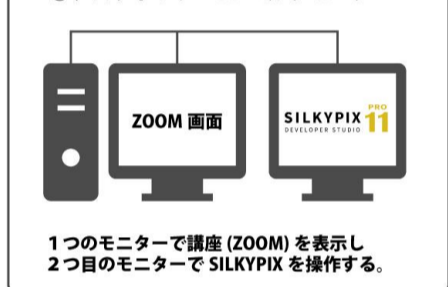 ZOOM 画面
SILKYPIX PRO 11
DEVELOPER STUDIO
1つのモニターで講座 (ZOOM) を表示し
2つ目のモニターで SILKYPIX を操作する。